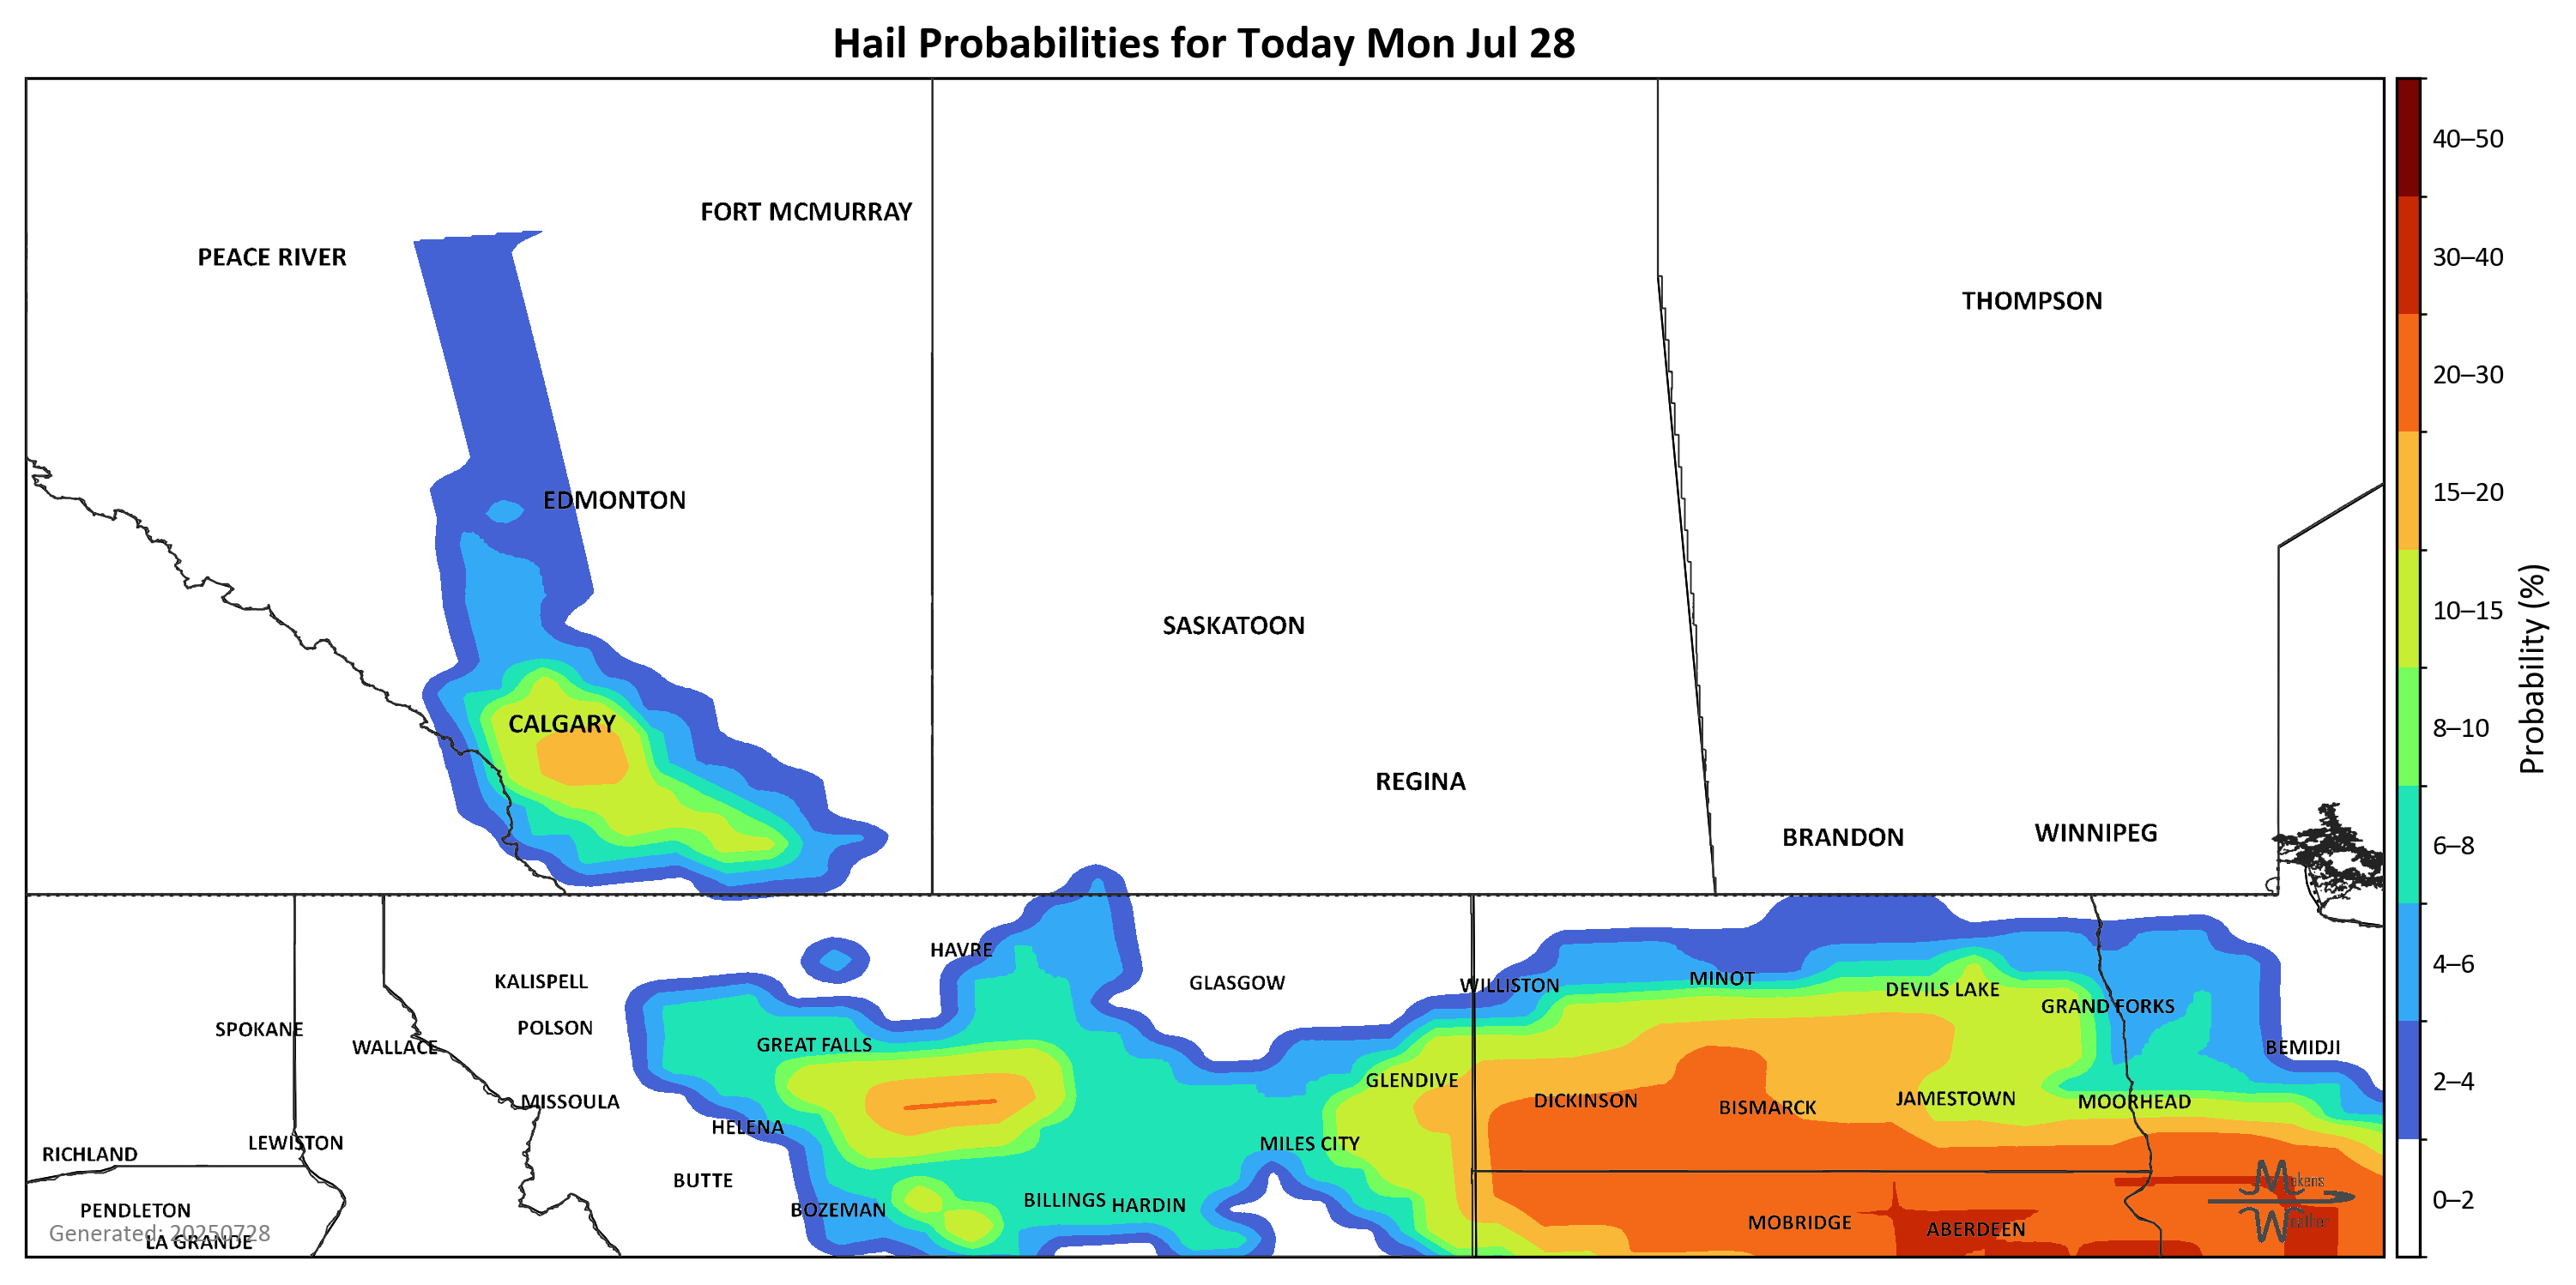 Hail Probabilities for Today Mon Jul 28
40–50
FORT MCMURRAY
PEACE RIVER
30–40
THOMPSON
20–30
EDMONTON
15–20
10–15
SASKATOON
Probability (%)
CALGARY
8–10
REGINA
BRANDON
WINNIPEG
6–8
HAVRE
4–6
KALISPELL
GLASGOW
WILLISTON
MINOT
DEVILS LAKE
GRAND FORKS
SPOKANE
POLSON
WALLACE
GREAT FALLS
BEMIDJI
GLENDIVE
2–4
MISSOULA
DICKINSON
BISMARCK
JAMESTOWN
MOORHEAD
HELENA
LEWISTON
MILES CITY
RICHLAND
BUTTE
Makens
Weather
BILLINGS
HARDIN
0–2
PENDLETON
BOZEMAN
MOBRIDGE
ABERDEEN
Generated: 20250728
LA GRANDE